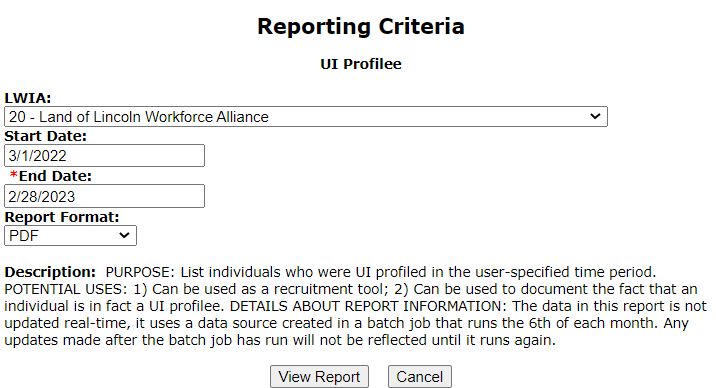 Reporting Criteria
UI Profilee
LWIA:
20 - Land of Lincoln Workforce Alliance
Start Date:
3/1/2022
*End Date:
2/28/2023
Report Format:
PDF
Description: PURPOSE: List individuals who were UI profiled in the user-specified time period.
POTENTIAL USES: 1) Can be used as a recruitment tool; 2) Can be used to document the fact that an
individual is in fact a UI profilee. DETAILS ABOUT REPORT INFORMATION: The data in this report is not
updated real-time, it uses a data source created in a batch job that runs the 6th of each month. Any
updates made after the batch job has run will not be reflected until it runs again.
View Report Cancel